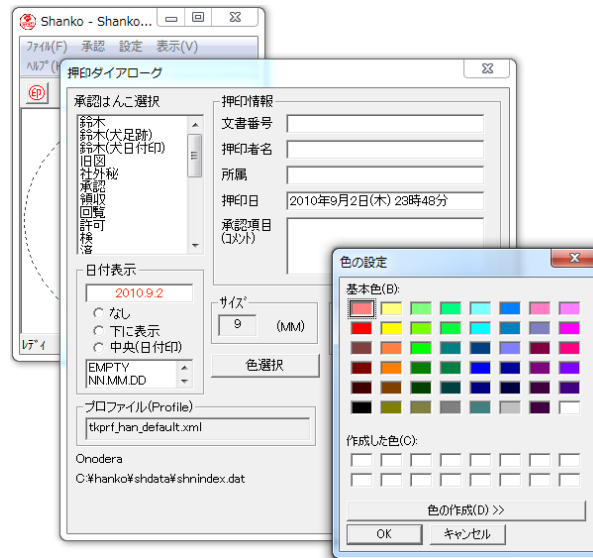 Shanko - Shanko...
ファイル(F) 承認 設定 表示(V)
印
レディ
押印ダイアローグ
承認はんこ選択
鈴木
鈴木(犬足跡)
鈴木(犬日付印)
旧図
社外秘
承認
領収
回覧
許可
検
済
押印情報
文書番号
押印者名
所属
押印日 2010年9月2日(木) 23時48分
承認項目
(コメント)
日付表示
2010.9.2
なし
下に表示
中央(日付印)
EMPTY
NN.MM.DD
サイズ
9 (MM)
色選択
プロファイル(Profile)
tkprf_han_default.xml
Onodera
C:¥hanko¥shdata¥shnindex.dat
色の設定
基本色(B):
作成した色(C):
色の作成(D) >>
OK キャンセル